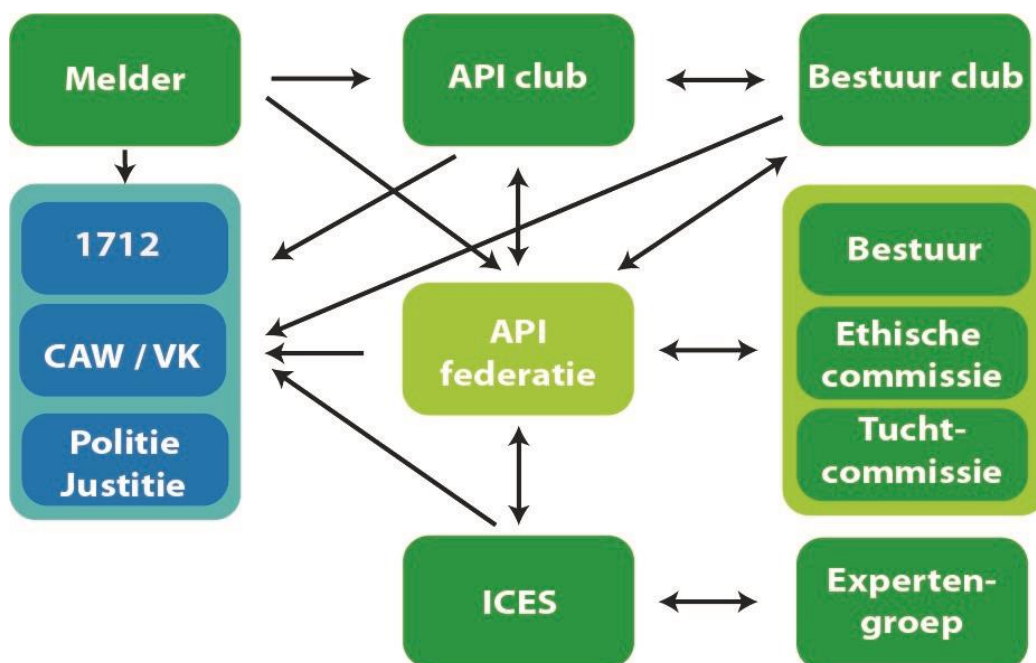 Melder
API club
Bestuur club
1712
CAW / VK
Politie
Justitie
API
federatie
Bestuur
Ethische
commissie
Tucht-
commissie
ICES
Experten-
groep